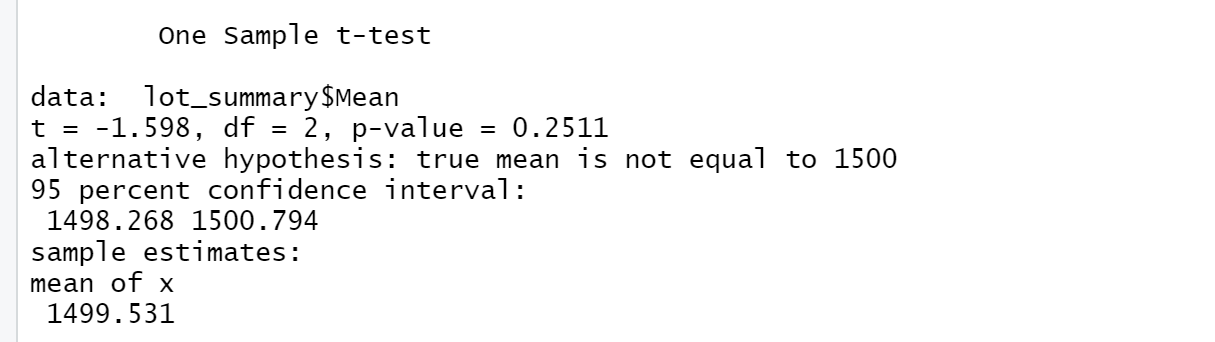 One Sample t-test
data:  lot_summary$Mean
t = -1.598, df = 2, p-value = 0.2511
alternative hypothesis: true mean is not equal to 1500
95 percent confidence interval:
1498.268 1500.794
sample estimates:
mean of x
1499.531